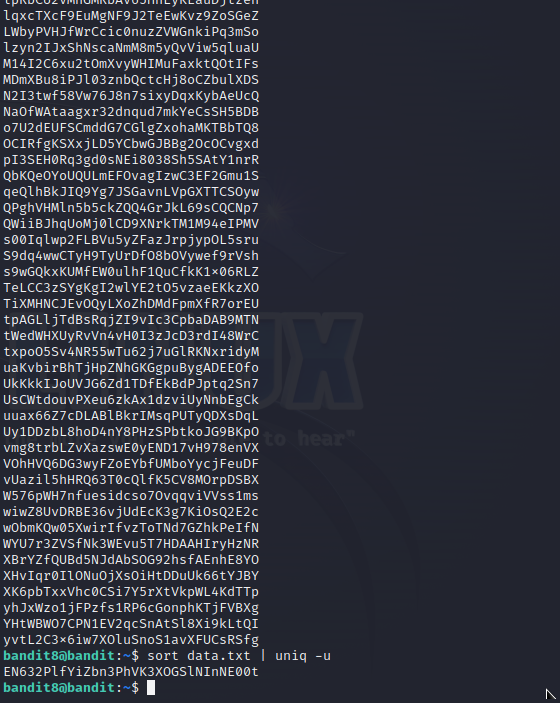 lqxcTXcF9EuMgNF9J2TeEwKvz9ZoSGeZ
LWbyPVHJfWrCcic0nuzZVWGnkiPq3mSo
lzyn2IJxShNscaNmM8m5yQvViw5qluaU
M14I2C6xu2tOmXvyWHIMuFaxktQOtIFs
MDmXBu8iPJl03znbQctcHj8oCZbulXDS
N2I3twf58Vw76J8n7sixyDqxKybAeUcQ
NaOfWAtaagxr32dnqud7mkYeCsSH5BDB
o7U2dEUFSCmddG7CGlgZxohaMKTBbTQ8
OCIRfgKSXxjLD5YCbwGJBBg2OcOCvgxd
pI3SEH0Rq3gd0sNEi8038Sh5SAtY1nrR
QbKQeOYoUQULmEFOvagIzwC3EF2Gmu1S
qeQlhBkJIQ9Yg7JSGavnLVpGXTTCSOyw
QPghVHMln5b5ckZQQ4GrJkL69sCQCNp7
QWiiBJhqUoMj0lCD9XNrkTM1M94eIPMV
s00Iqlwp2FLBVu5yZFazJrpjypOL5sru
S9dq4wwCTyH9TyUrDfO8bOVywef9rVsh
s9wGQkxKUMfEW0ulhF1QuCfkK1×06RLZ
TeLCC3zSYgKgI2wlYE2tO5vzaeEKkzXO
TiXMHNCJEvOQyLXoZhDMdFpmXfR7orEU
tpAGLljTdBsRqjZI9vIc3CpbaDAB9MTN
tWedWHXUyRvVn4vH0I3zJcD3rdI48WrC
txpoO5Sv4NR55wTu62j7uGlRKNxridyM
uaKvbirBhTjHpZNhGKGgpuBygADEEOfo
UkKkkIJoUVJG6Zd1TDfEkBdPJptq2Sn7
UsCWtdouvPXeu6zkAx1dzviUyNnbEgCk
uuax66Z7cDLABlBkrIMsqPUTyQDXsDqL
Uy1DDzbL8hoD4nY8PHzSPbtkoJG9BKpO
vmg8trbLZvXazswE0yEND17vH978enVX
VOhHVQ6DG3wyFZoEYbfUMboYycjFeuDF
vUazil5hHRQ63T0cQlfK5CV8MOrpDSBX
W576pWH7nfuesidcso7OvqqviVVss1ms
wiwZ8UvDRBE36vjUdEcK3g7KiOsQ2E2c
wObmKQw05XwirIfvzToTNd7GZhkPeIfN
WYU7r3ZVSfNk3WEvu5T7HDAAHIryHzNR
XBrYZfQUBd5NJdAbSOG92hsfAEnhE8YO
XHvIqr0IlONuOjXsOiHtDDuUk66tYJBY
XK6pbTxxVhc0CSi7Y5rXtVkpWL4KdTTp
yhJxWzo1jFPzfs1RP6cGonphKTjFVBXg
YHtWBWO7CPN1EV2qcSnAtSl8Xi9kLtQI
yvtL2C3×6iw7XOluSnoS1avXFUCsRSfg
bandit8@bandit:~$ sort data.txt | uniq -u
EN632PlfYiZbn3PhVK3XOGSlNInNE00t
bandit8@bandit:~$